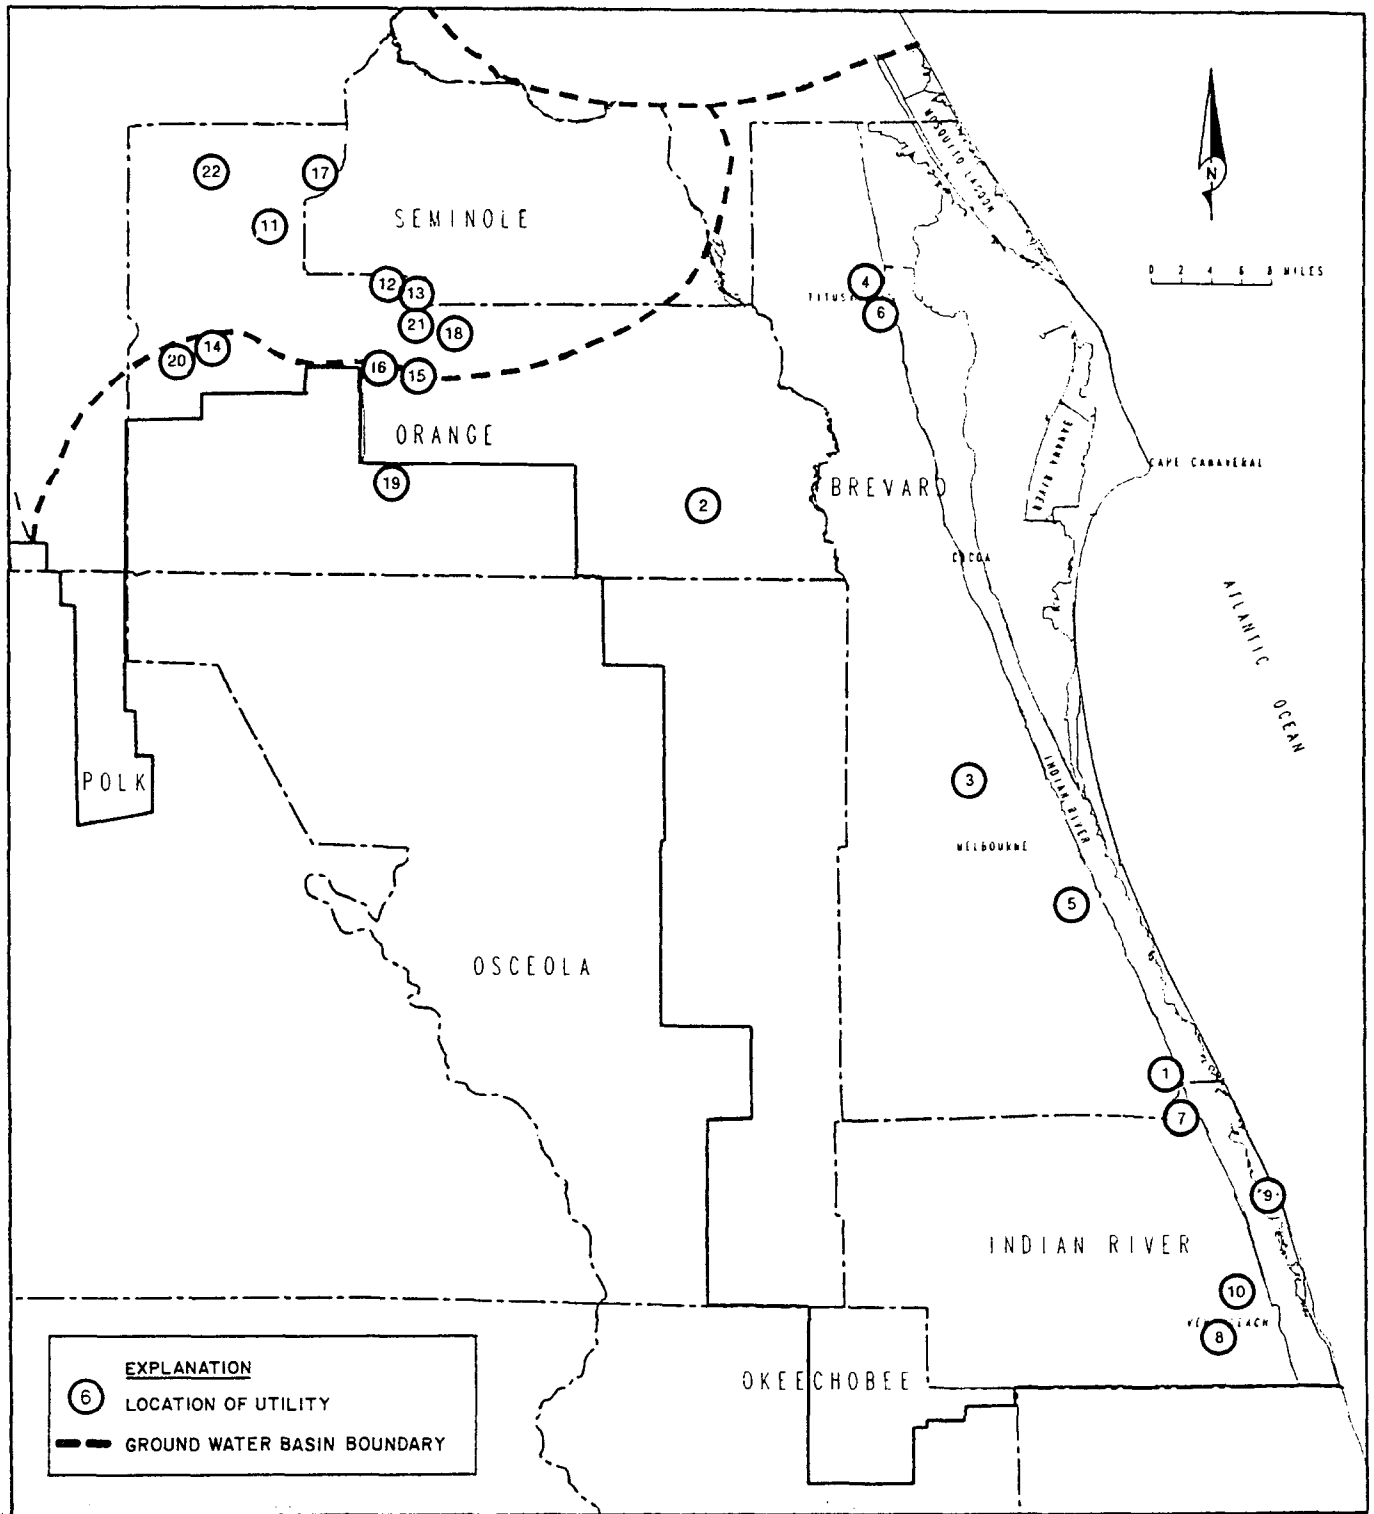 MOSQUITO LAGOON
N
22
17
11
SEMINOLE
0 2 4 6 8 MILES
12
13
4
6
21
18
14
20
16
15
ORANGE
CAPE CANAVERAL
19
BREVARD
2
COCOA
ATLANTIC OCEAN
3
INDIAN RIVER
POLK
MELBOURNE
5
OSCEOLA
1
7
9
INDIAN RIVER
10
8
OKEECHOBEE
EXPLANATION
6 LOCATION OF UTILITY
GROUND WATER BASIN BOUNDARY